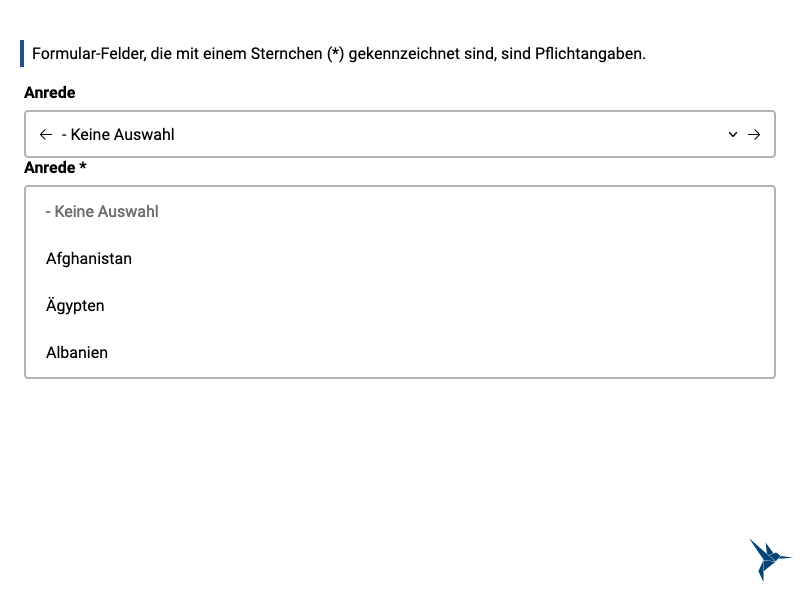 Formular-Felder, die mit einem Sternchen (*) gekennzeichnet sind, sind Pflichtangaben.
Anrede
- Keine Auswahl
Anrede *
- Keine Auswahl
Afghanistan
Ägypten
Albanien